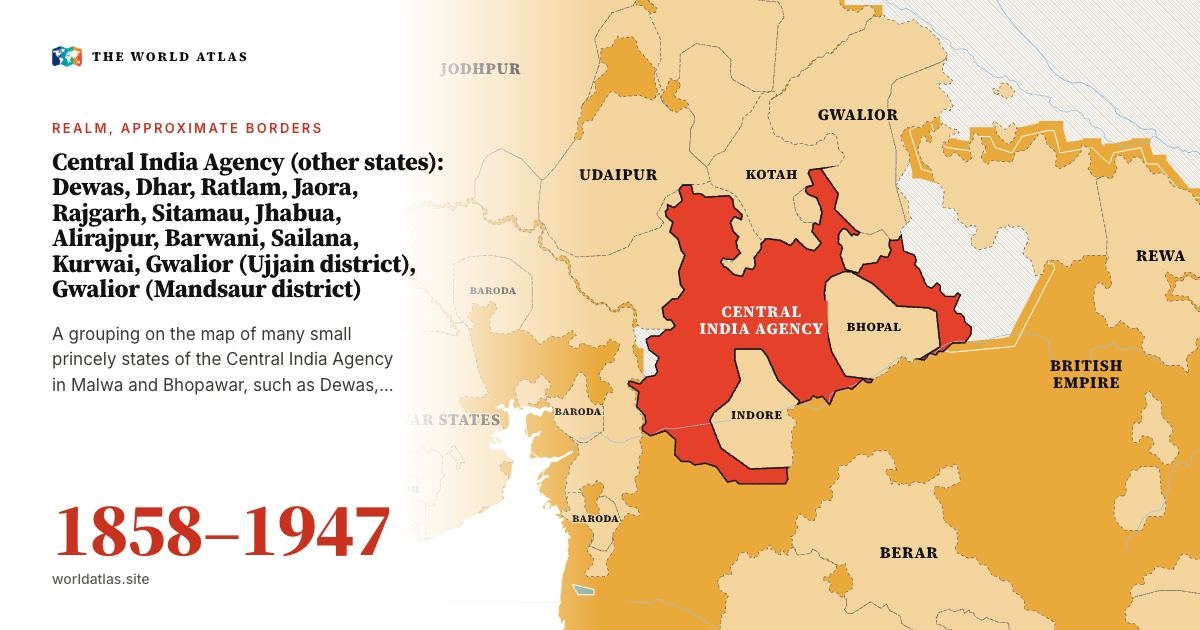 THE WORLD ATLAS
REALM, APPROXIMATE BORDERS
Central India Agency (other states):
Dewas, Dhar, Ratlam, Jaora,
Rajgarh, Sitamau, Jhabua,
Alirajpur, Barwani, Sailana,
Kurwai, Gwalior (Ujjain district),
Gwalior (Mandsaur district)
A grouping on the map of many small
princely states of the Central India Agency
in Malwa and Bhopawar, such as Dewas,...
1858–1947
worldatlas.site
JODHPUR
GWALIOR
UDAIPUR
KOTAH
REWA
BARODA
CENTRAL
INDIA AGENCY
BHOPAL
BRITISH
EMPIRE
BARODA
INDORE
STATES
BARODA
BERAR